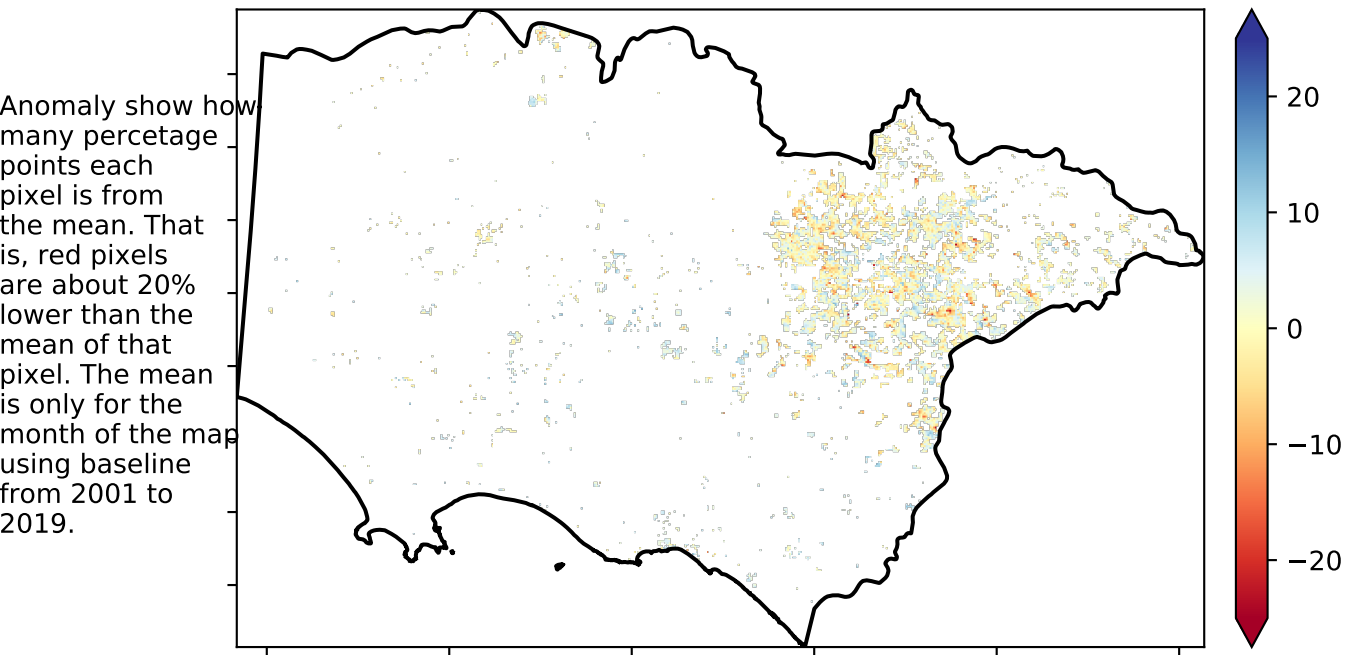 Anomaly show how
many percetage
points each
pixel is from
the mean. That
is, red pixels
are about 20%
lower than the
mean of that
pixel. The mean
is only for the
month of the map
using baseline
from 2001 to
2019.
20
10
0
−10
−20